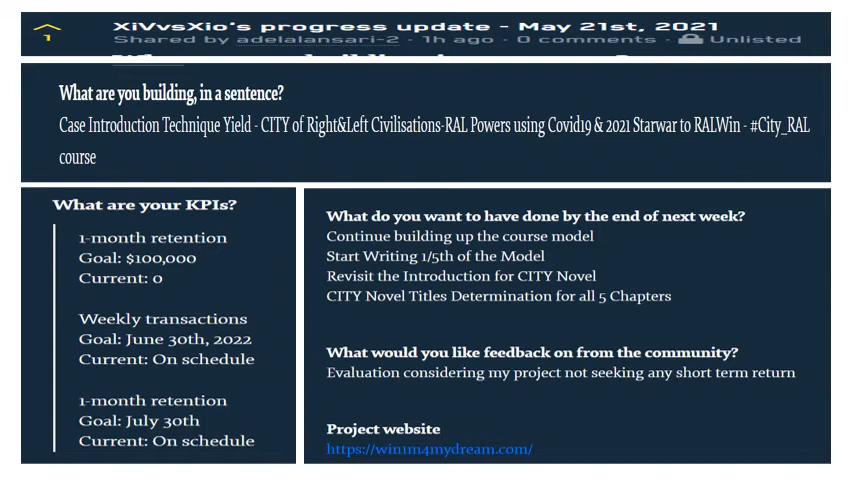 XiVvsXio's progress update - May 21st, 2021
1
Shared by adelalansari-2 · 1h ago · 0 comments · Unlisted
What are you building, in a sentence?
Case Introduction Technique Yield - CITY of Right&Left Civilisations-RAL Powers using Covid19 & 2021 Starwar to RALWin - #City_RAL
course
What are your KPIs?
1-month retention
Goal: $100,000
Current: 0
Weekly transactions
Goal: June 30th, 2022
Current: On schedule
1-month retention
Goal: July 30th
Current: On schedule
What do you want to have done by the end of next week?
Continue building up the course model
Start Writing 1/5th of the Model
Revisit the Introduction for CITY Novel
CITY Novel Titles Determination for all 5 Chapters
What would you like feedback on from the community?
Evaluation considering my project not seeking any short term return
Project website
https://win1m4mydream.com/